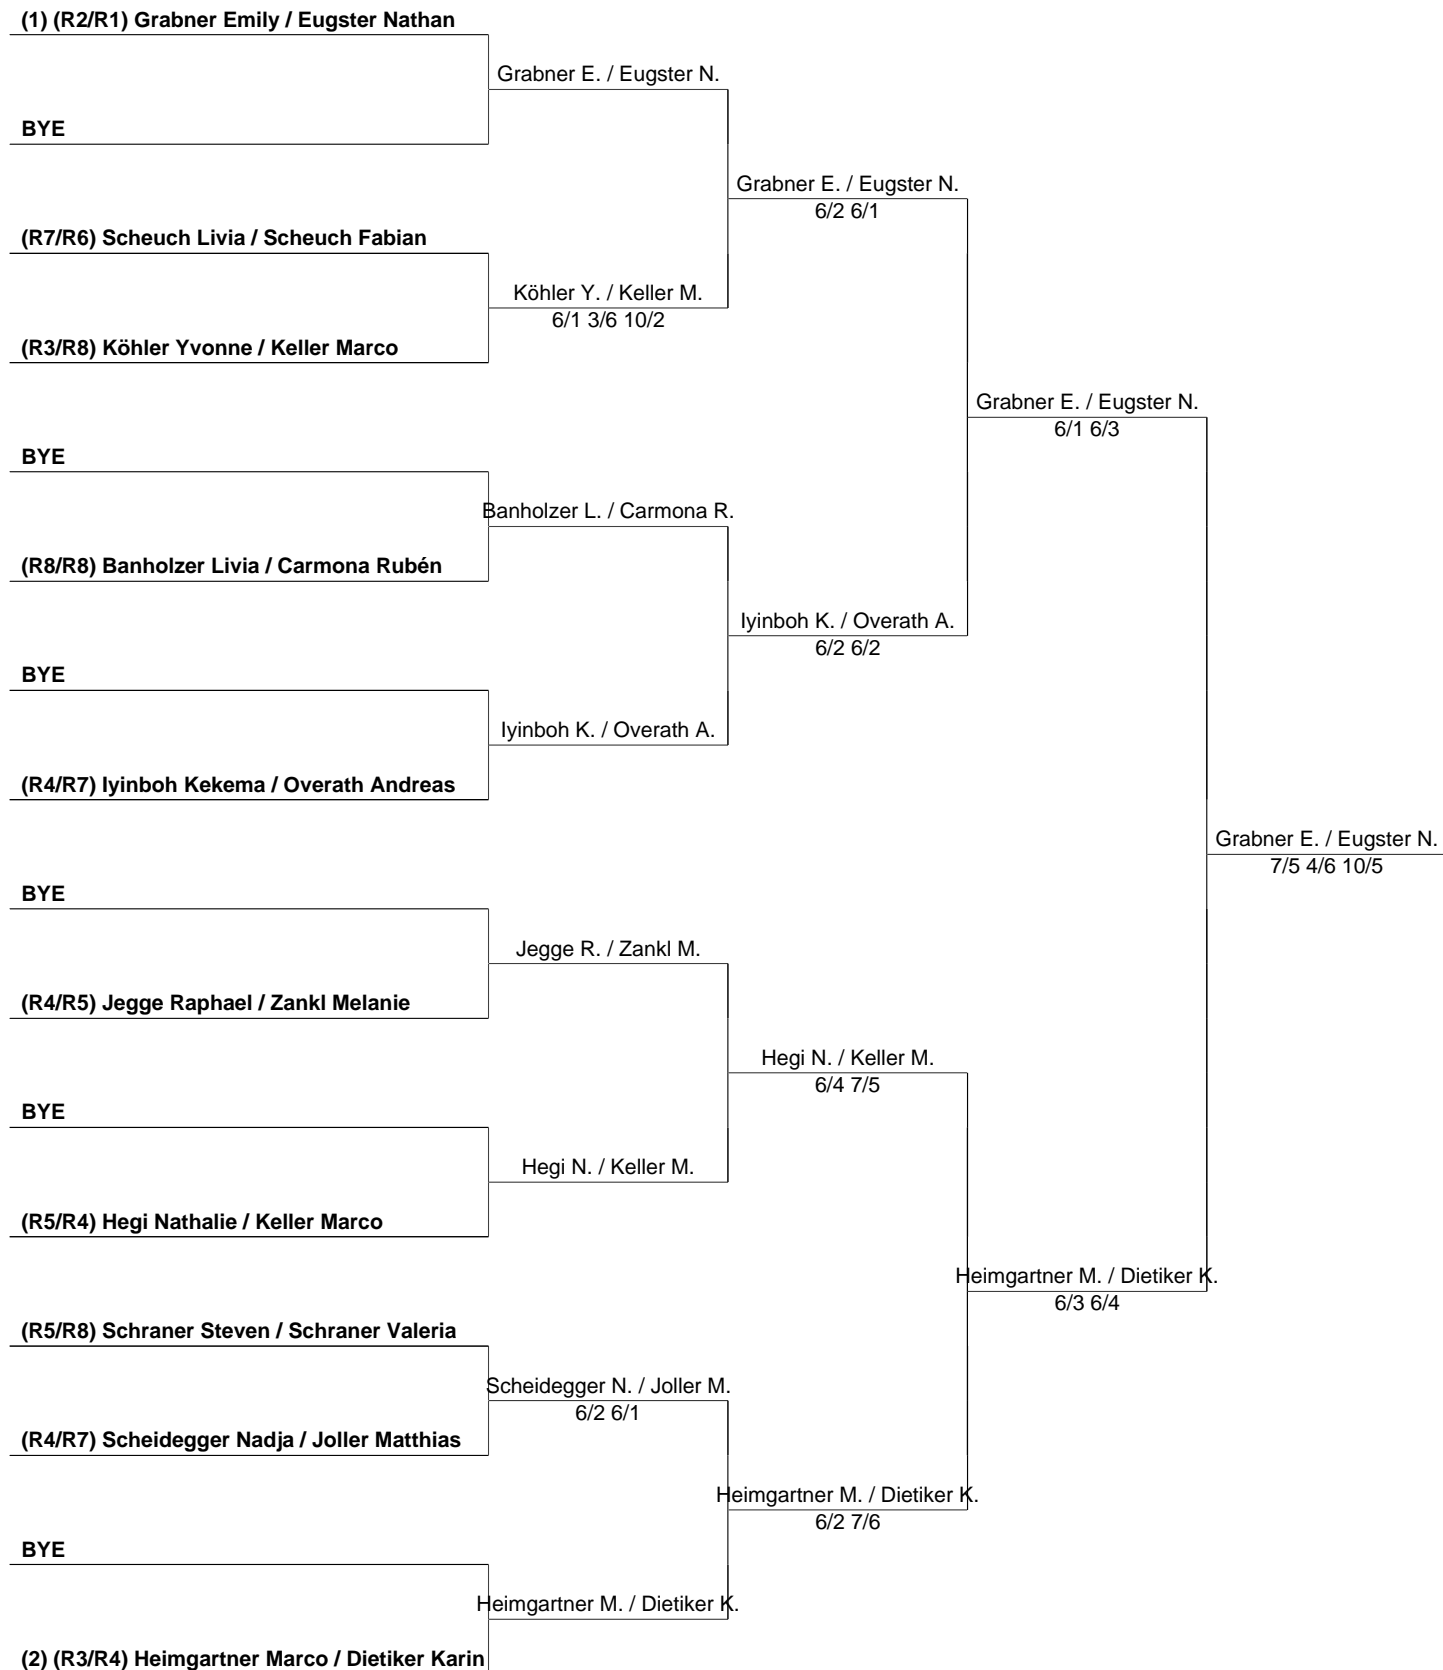 (1) (R2/R1) Grabner Emily / Eugster Nathan
Grabner E. / Eugster N.
BYE
Grabner E. / Eugster N.
6/2 6/1
(R7/R6) Scheuch Livia / Scheuch Fabian
Köhler Y. / Keller M.
6/1 3/6 10/2
(R3/R8) Köhler Yvonne / Keller Marco
Grabner E. / Eugster N.
6/1 6/3
BYE
Banholzer L. / Carmona R.
(R8/R8) Banholzer Livia / Carmona Rubén
Iyinboh K. / Overath A.
6/2 6/2
BYE
Iyinboh K. / Overath A.
(R4/R7) Iyinboh Kekema / Overath Andreas
Grabner E. / Eugster N.
7/5 4/6 10/5
BYE
Jegge R. / Zankl M.
(R4/R5) Jegge Raphael / Zankl Melanie
Hegi N. / Keller M.
6/4 7/5
BYE
Hegi N. / Keller M.
(R5/R4) Hegi Nathalie / Keller Marco
Heimgartner M. / Dietiker K.
6/3 6/4
(R5/R8) Schraner Steven / Schraner Valeria
Scheidegger N. / Joller M.
6/2 6/1
(R4/R7) Scheidegger Nadja / Joller Matthias
Heimgartner M. / Dietiker K.
6/2 7/6
BYE
Heimgartner M. / Dietiker K.
(2) (R3/R4) Heimgartner Marco / Dietiker Karin